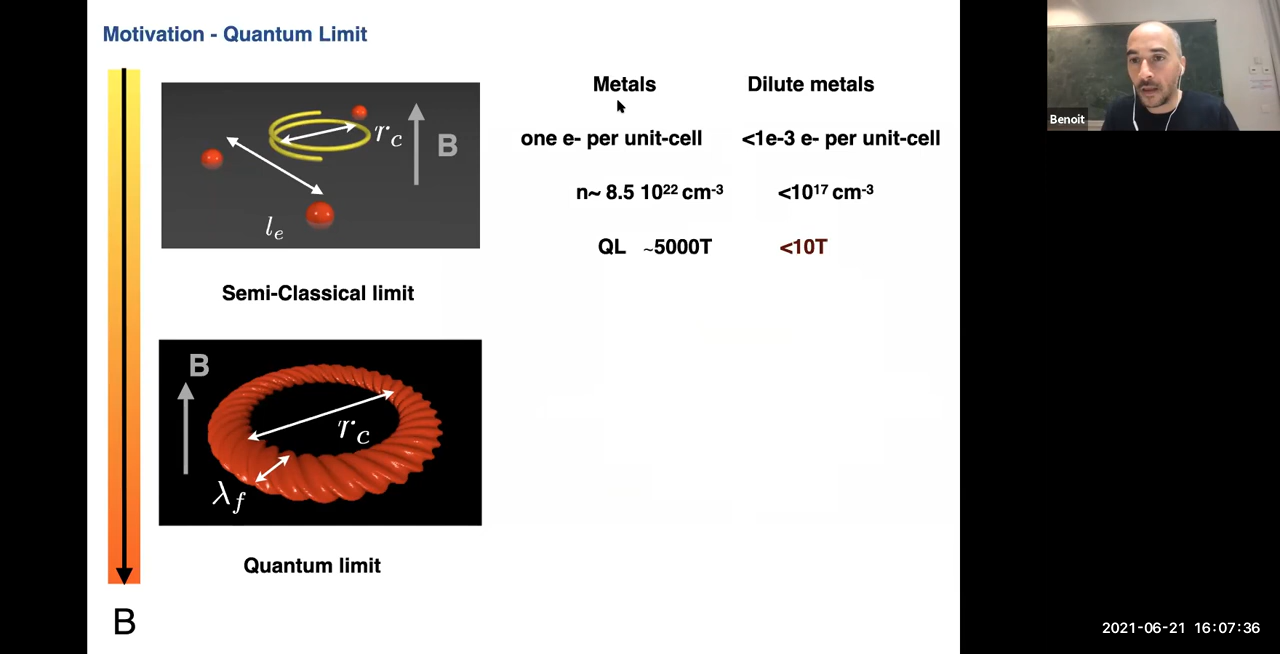 Motivation - Quantum Limit
Metals
Dilute metals
one e- per unit-cell
<1e-3 e- per unit-cell
n~ 8.5 10²² cm⁻³
<10¹⁷ cm⁻³
QL ~5000T
<10T
r_c
B
l_e
Semi-Classical limit
B
r_c
λ_f
Quantum limit
B
Benoit
2021-06-21 16:07:36